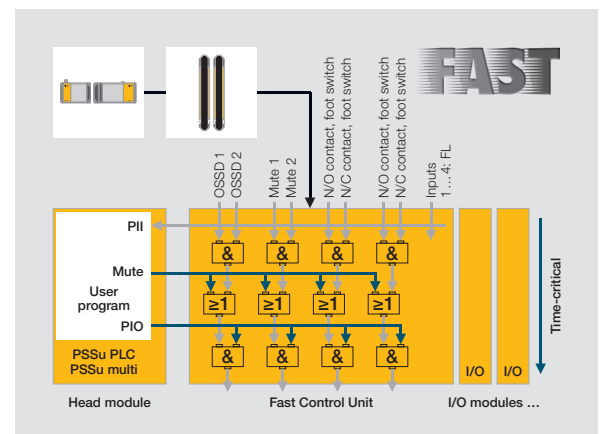 FAST
OSSD 1
OSSD 2
Mute 1
Mute 2
N/O contact, foot switch
N/C contact, foot switch
N/O contact, foot switch
N/C contact, foot switch
Inputs
1 … 4: FL
PII
Mute
User
program
PIO
PSSu PLC
PSSu multi
& & & &
≥1 ≥1 ≥1 ≥1
& & & &
I/O I/O
Time-critical
Head module
Fast Control Unit
I/O modules …